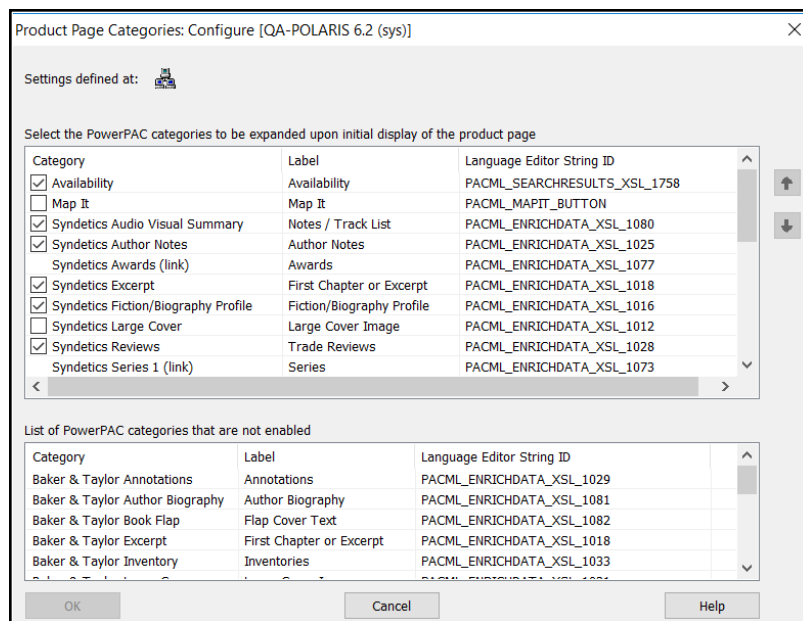 Product Page Categories: Configure [QA-POLARIS 6.2 (sys)]
Settings defined at:
Select the PowerPAC categories to be expanded upon initial display of the product page
Category Label Language Editor String ID
Availability Availability PACML_SEARCHRESULTS_XSL_1758
Map It Map It PACML_MAPIT_BUTTON
Syndetics Audio Visual Summary Notes / Track List PACML_ENRICHDATA_XSL_1080
Syndetics Author Notes Author Notes PACML_ENRICHDATA_XSL_1025
Syndetics Awards (link) Awards PACML_ENRICHDATA_XSL_1077
Syndetics Excerpt First Chapter or Excerpt PACML_ENRICHDATA_XSL_1018
Syndetics Fiction/Biography Profile Fiction/Biography Profile PACML_ENRICHDATA_XSL_1016
Syndetics Large Cover Large Cover Image PACML_ENRICHDATA_XSL_1012
Syndetics Reviews Trade Reviews PACML_ENRICHDATA_XSL_1028
Syndetics Series 1 (link) Series PACML_ENRICHDATA_XSL_1073
List of PowerPAC categories that are not enabled
Category Label Language Editor String ID
Baker & Taylor Annotations Annotations PACML_ENRICHDATA_XSL_1029
Baker & Taylor Author Biography Author Biography PACML_ENRICHDATA_XSL_1081
Baker & Taylor Book Flap Flap Cover Text PACML_ENRICHDATA_XSL_1082
Baker & Taylor Excerpt First Chapter or Excerpt PACML_ENRICHDATA_XSL_1018
Baker & Taylor Inventory Inventories PACML_ENRICHDATA_XSL_1033
OK Cancel Help